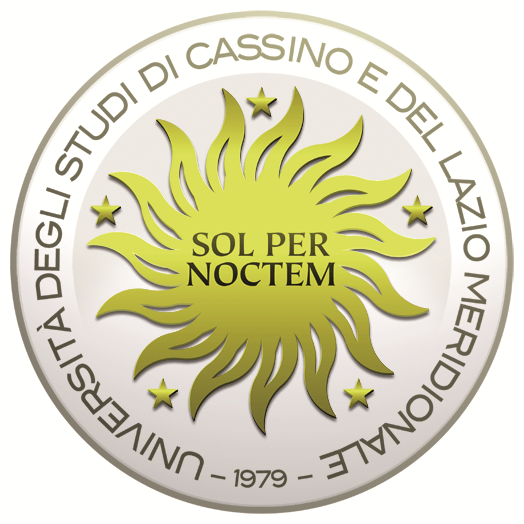 UNIVERSITÀ DEGLI STUDI DI CASSINO E DEL LAZIO MERIDIONALE
SOL PER
NOCTEM
– 1979 –